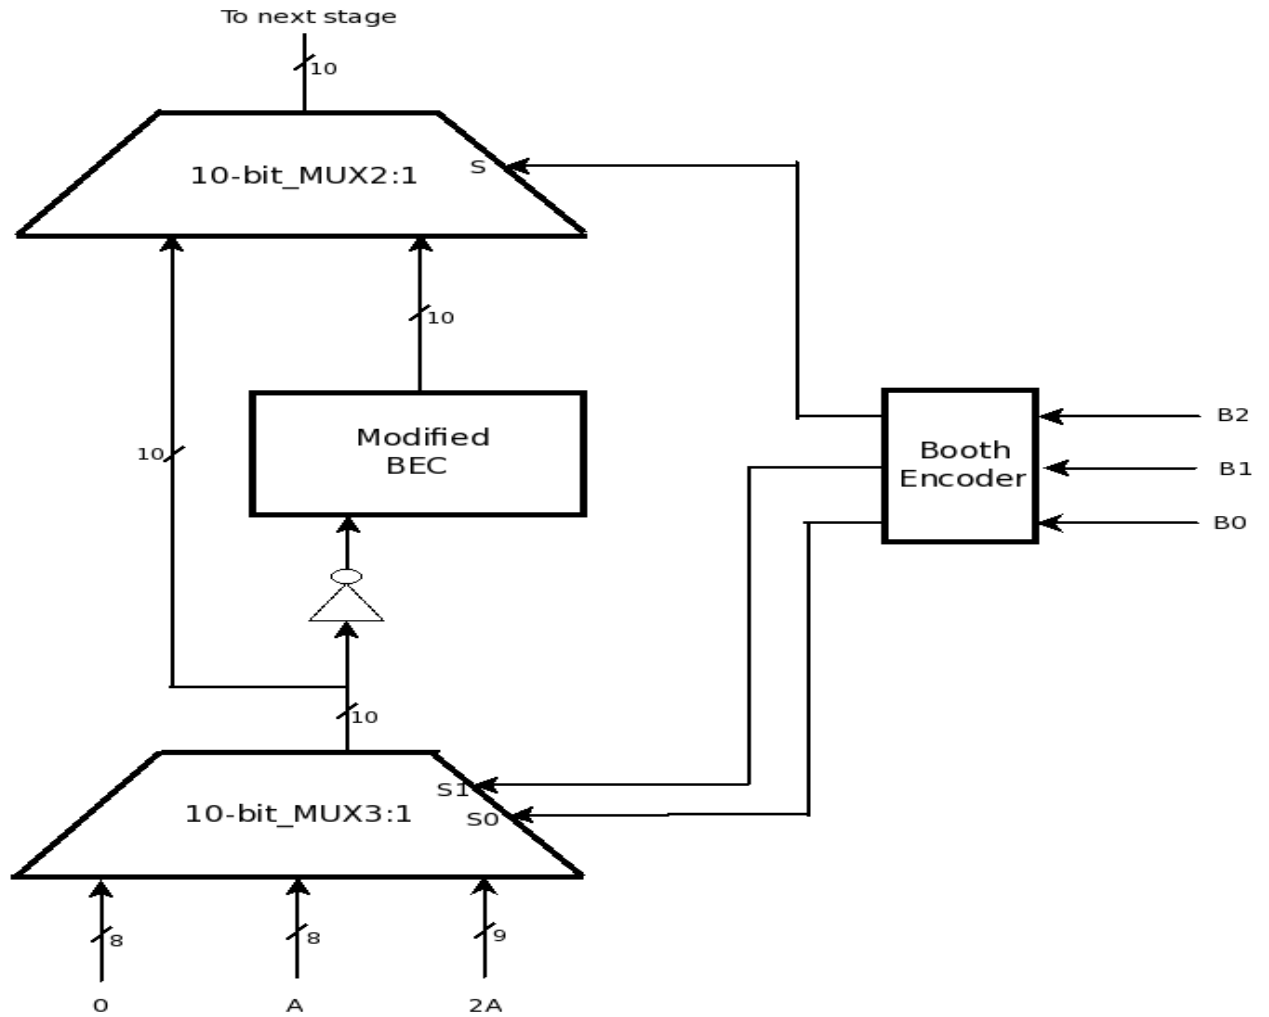 To next stage
10
10-bit_MUX2:1
S
10
10
Modified
BEC
Booth
Encoder
B2
B1
B0
10
10-bit_MUX3:1
S1
S0
8
8
9
0
A
2A